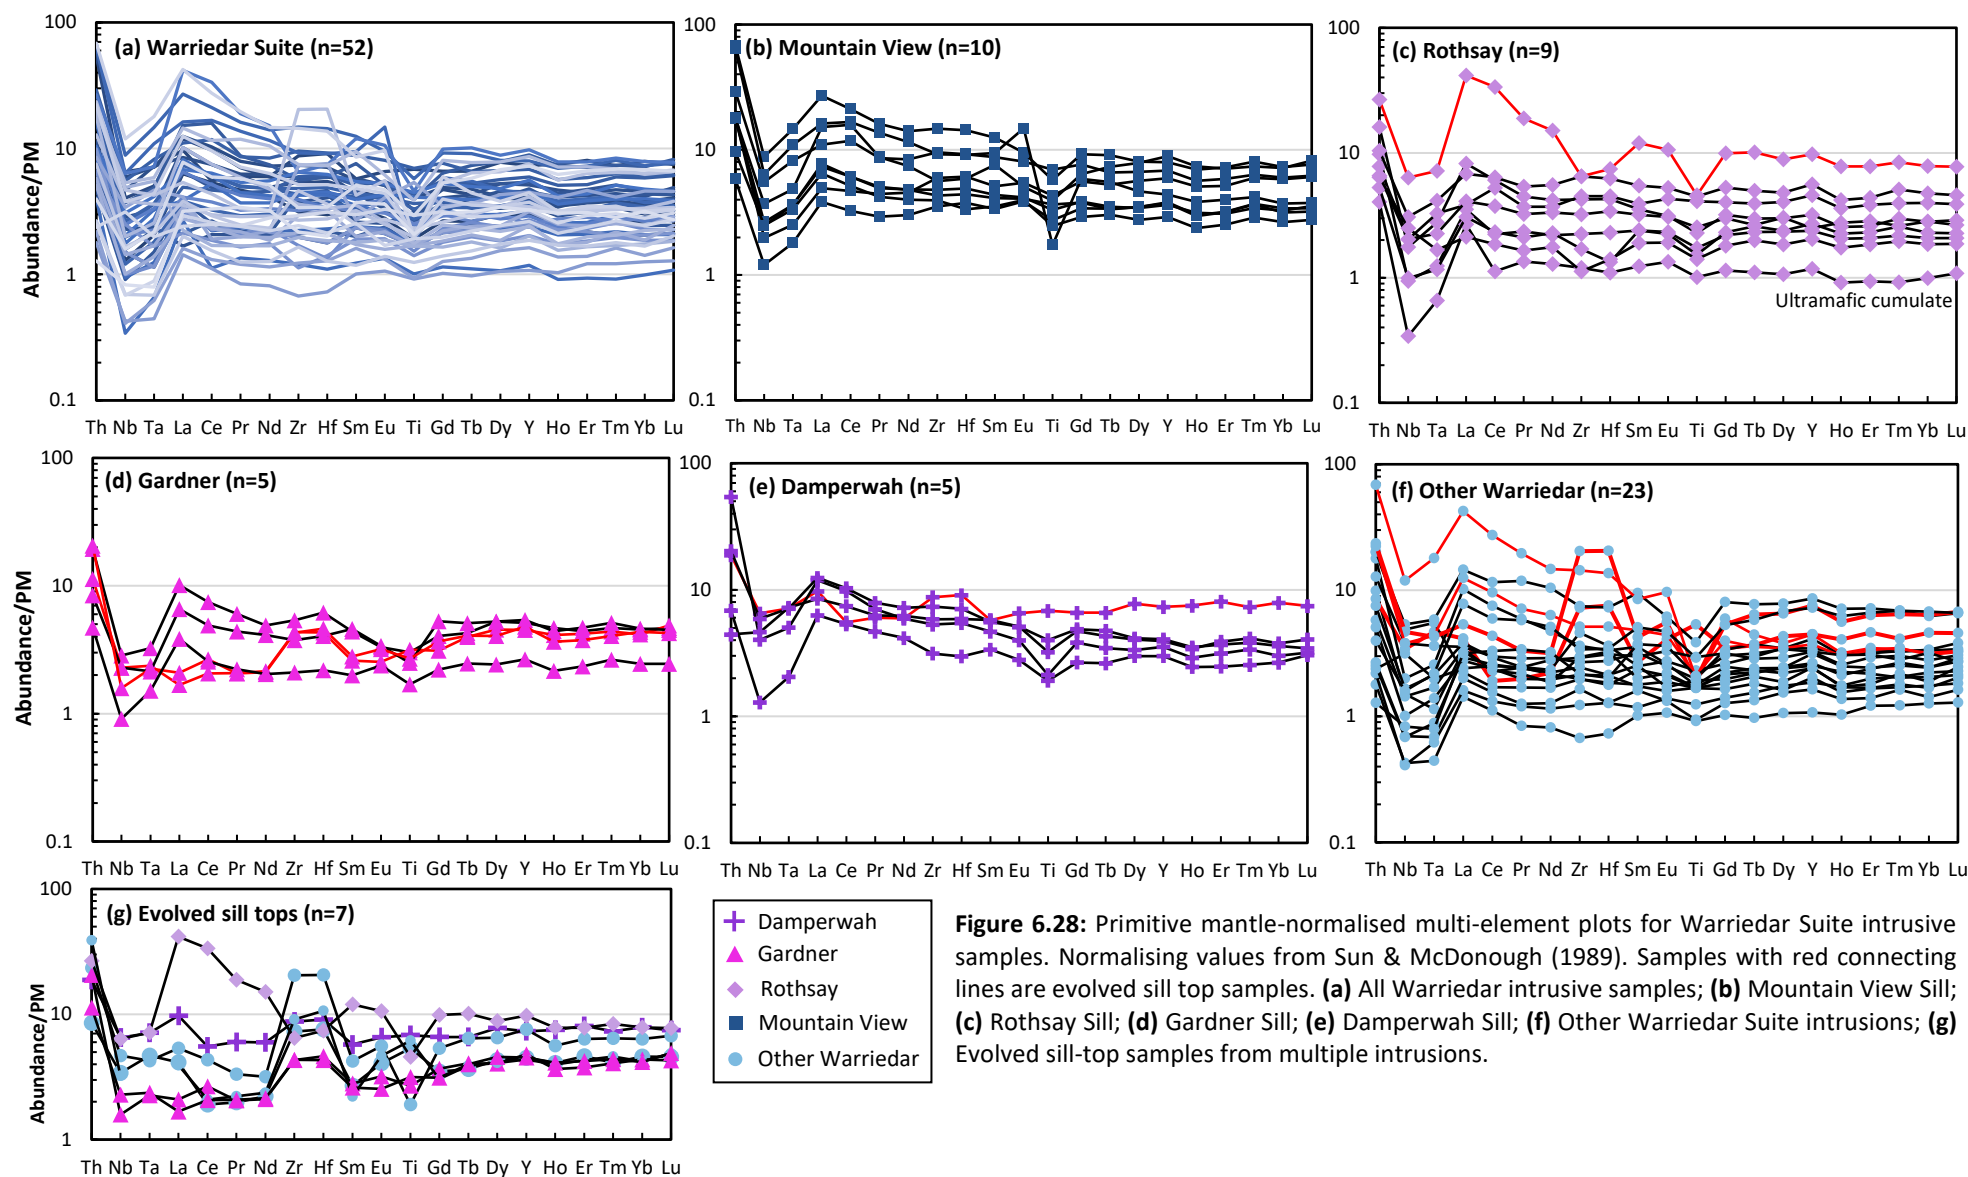 (a) Warriedar Suite (n=52)
100
10
1
0.1
Abundance/PM
Th Nb Ta La Ce Pr Nd Zr Hf Sm Eu Ti Gd Tb Dy Y Ho Er Tm Yb Lu
(b) Mountain View (n=10)
100
10
1
0.1
Th Nb Ta La Ce Pr Nd Zr Hf Sm Eu Ti Gd Tb Dy Y Ho Er Tm Yb Lu
(c) Rothsay (n=9)
100
10
1
0.1
Ultramafic cumulate
Th Nb Ta La Ce Pr Nd Zr Hf Sm Eu Ti Gd Tb Dy Y Ho Er Tm Yb Lu
(d) Gardner (n=5)
100
10
1
0.1
Abundance/PM
Th Nb Ta La Ce Pr Nd Zr Hf Sm Eu Ti Gd Tb Dy Y Ho Er Tm Yb Lu
(e) Damperwah (n=5)
100
10
1
0.1
Th Nb Ta La Ce Pr Nd Zr Hf Sm Eu Ti Gd Tb Dy Y Ho Er Tm Yb Lu
(f) Other Warriedar (n=23)
100
10
1
0.1
Th Nb Ta La Ce Pr Nd Zr Hf Sm Eu Ti Gd Tb Dy Y Ho Er Tm Yb Lu
(g) Evolved sill tops (n=7)
100
10
1
Abundance/PM
Th Nb Ta La Ce Pr Nd Zr Hf Sm Eu Ti Gd Tb Dy Y Ho Er Tm Yb Lu
Damperwah
Gardner
Rothsay
Mountain View
Other Warriedar
Figure 6.28: Primitive mantle-normalised multi-element plots for Warriedar Suite intrusive
samples. Normalising values from Sun & McDonough (1989). Samples with red connecting
lines are evolved sill top samples. (a) All Warriedar intrusive samples; (b) Mountain View Sill;
(c) Rothsay Sill; (d) Gardner Sill; (e) Damperwah Sill; (f) Other Warriedar Suite intrusions; (g)
Evolved sill-top samples from multiple intrusions.